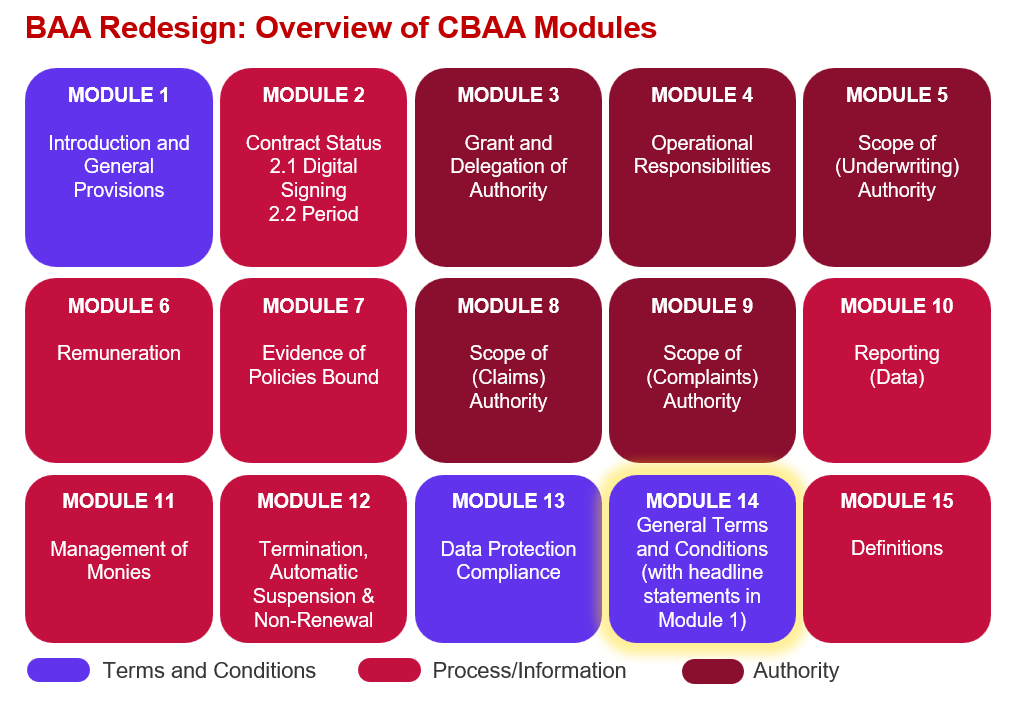 BAA Redesign: Overview of CBAA Modules
MODULE 1
Introduction and
General
Provisions
MODULE 2
Contract Status
2.1 Digital
Signing
2.2 Period
MODULE 3
Grant and
Delegation of
Authority
MODULE 4
Operational
Responsibilities
MODULE 5
Scope of
(Underwriting)
Authority
MODULE 6
Remuneration
MODULE 7
Evidence of
Policies Bound
MODULE 8
Scope of
(Claims)
Authority
MODULE 9
Scope of
(Complaints)
Authority
MODULE 10
Reporting
(Data)
MODULE 11
Management of
Monies
MODULE 12
Termination,
Automatic
Suspension &
Non-Renewal
MODULE 13
Data Protection
Compliance
MODULE 14
General Terms
and Conditions
(with headline
statements in
Module 1)
MODULE 15
Definitions
Terms and Conditions
Process/Information
Authority